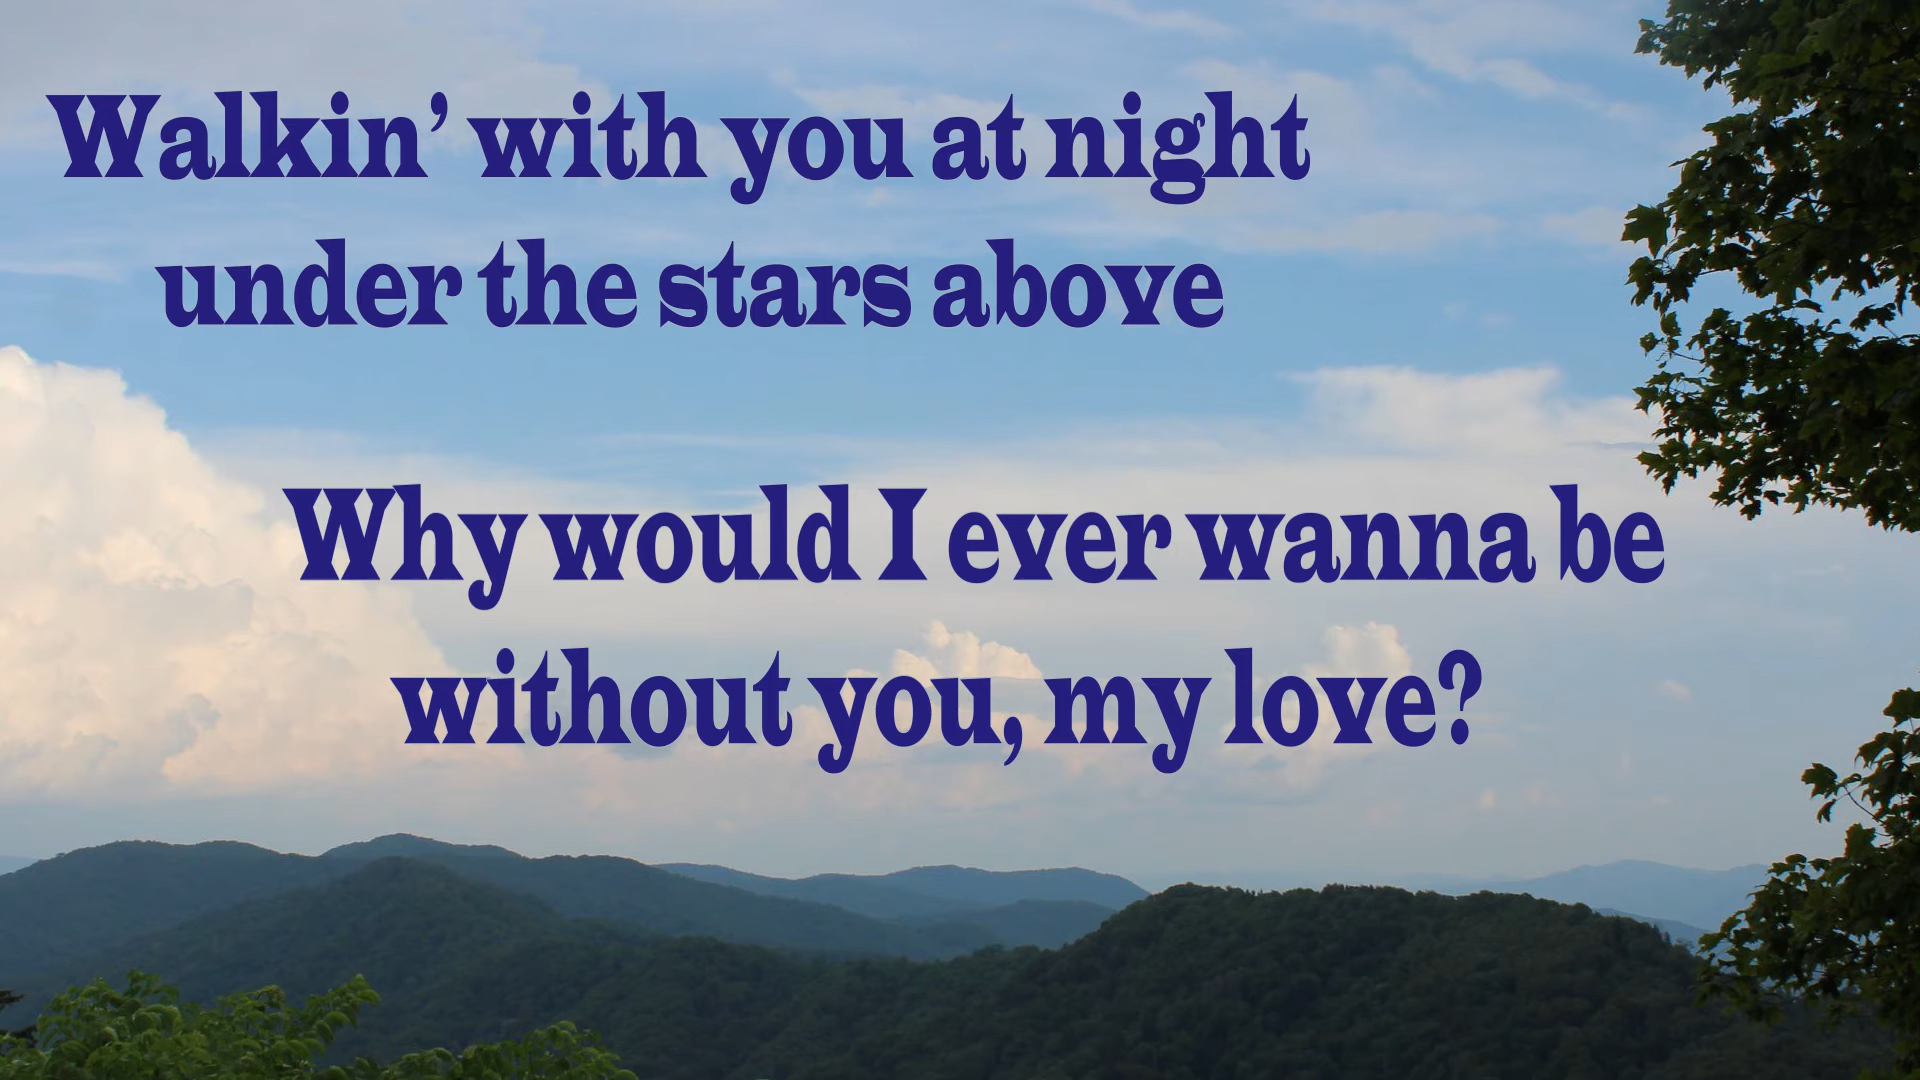 Walkin’ with you at night
under the stars above
Why would I ever wanna be
without you, my love?